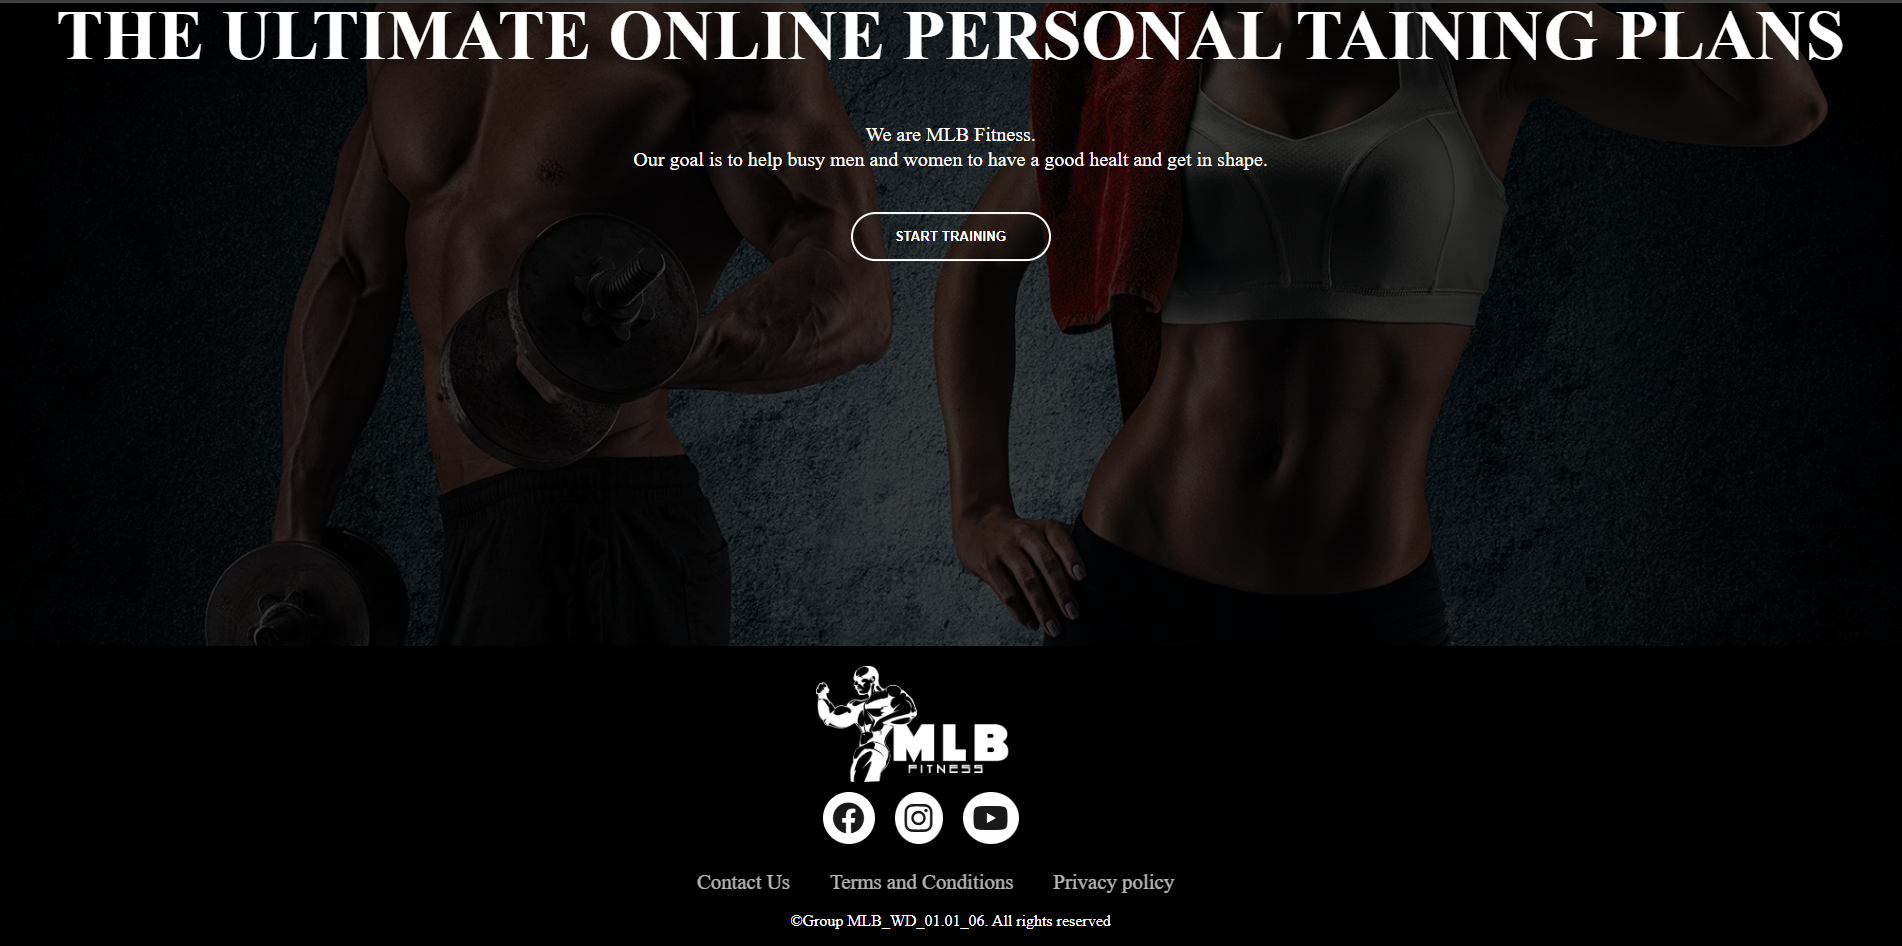 THE ULTIMATE ONLINE PERSONAL TAINING PLANS
We are MLB Fitness.
Our goal is to help busy men and women to have a good healt and get in shape.
START TRAINING
MLB
FITNESS
Contact Us Terms and Conditions Privacy policy
©Group MLB_WD_01.01_06. All rights reserved